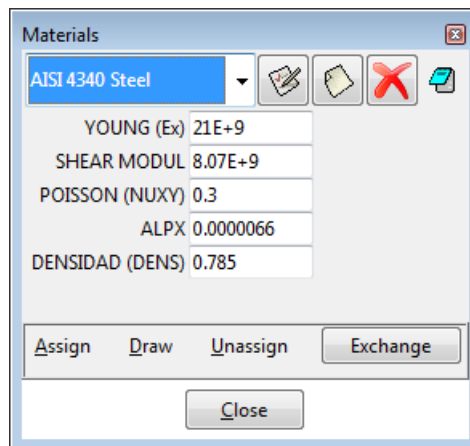 Materials
AISI 4340 Steel
YOUNG (Ex) 21E+9
SHEAR MODUL 8.07E+9
POISSON (NUXY) 0.3
ALPX 0.0000066
DENSIDAD (DENS) 0.785
Assign Draw Unassign Exchange
Close